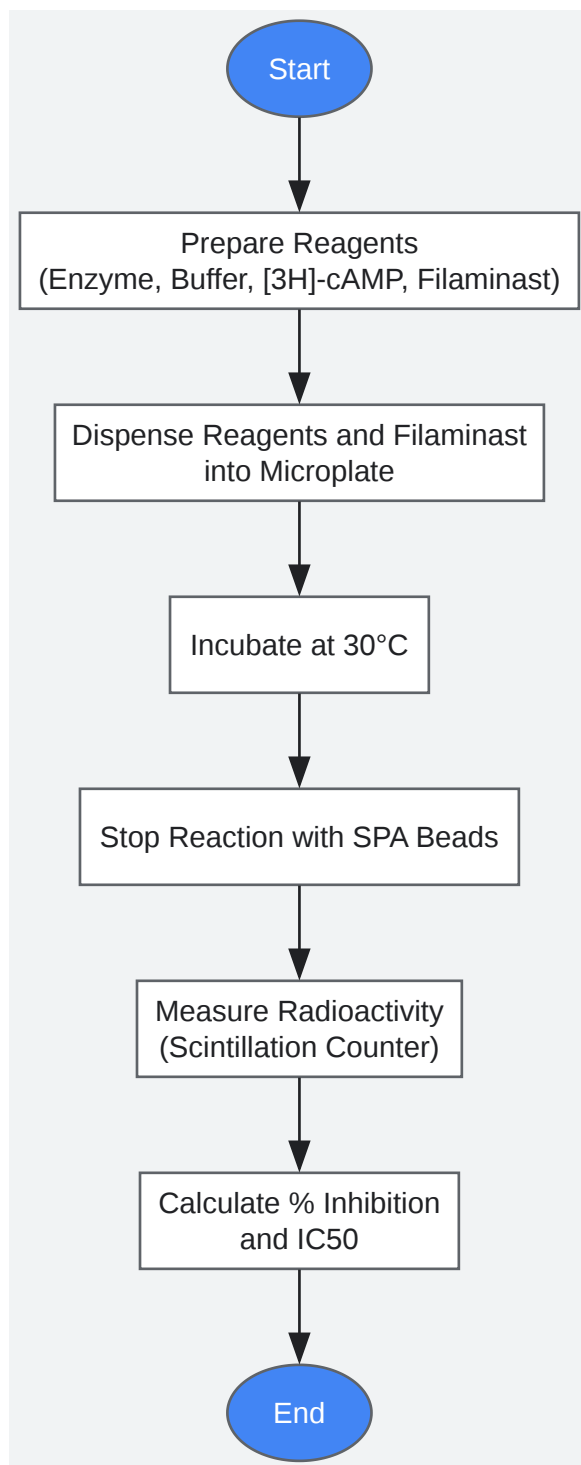 Start
Prepare Reagents
(Enzyme, Buffer, [3H]-cAMP, Filaminast)
Dispense Reagents and Filaminast
into Microplate
Incubate at 30°C
Stop Reaction with SPA Beads
Measure Radioactivity
(Scintillation Counter)
Calculate % Inhibition
and IC50
End